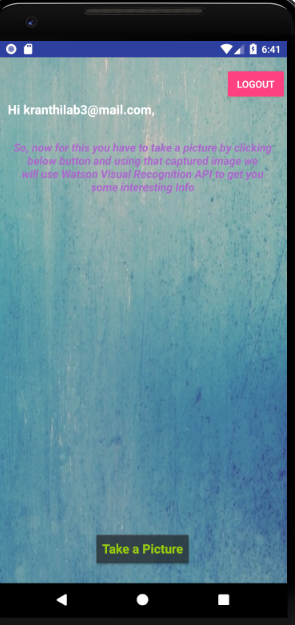 6:41
LOGOUT
Hi kranthilab3@mail.com,
So, now for this you have to take a picture by clicking
below button and using that captured image we
will use Watson Visual Recognition API to get you
some interesting Info
Take a Picture